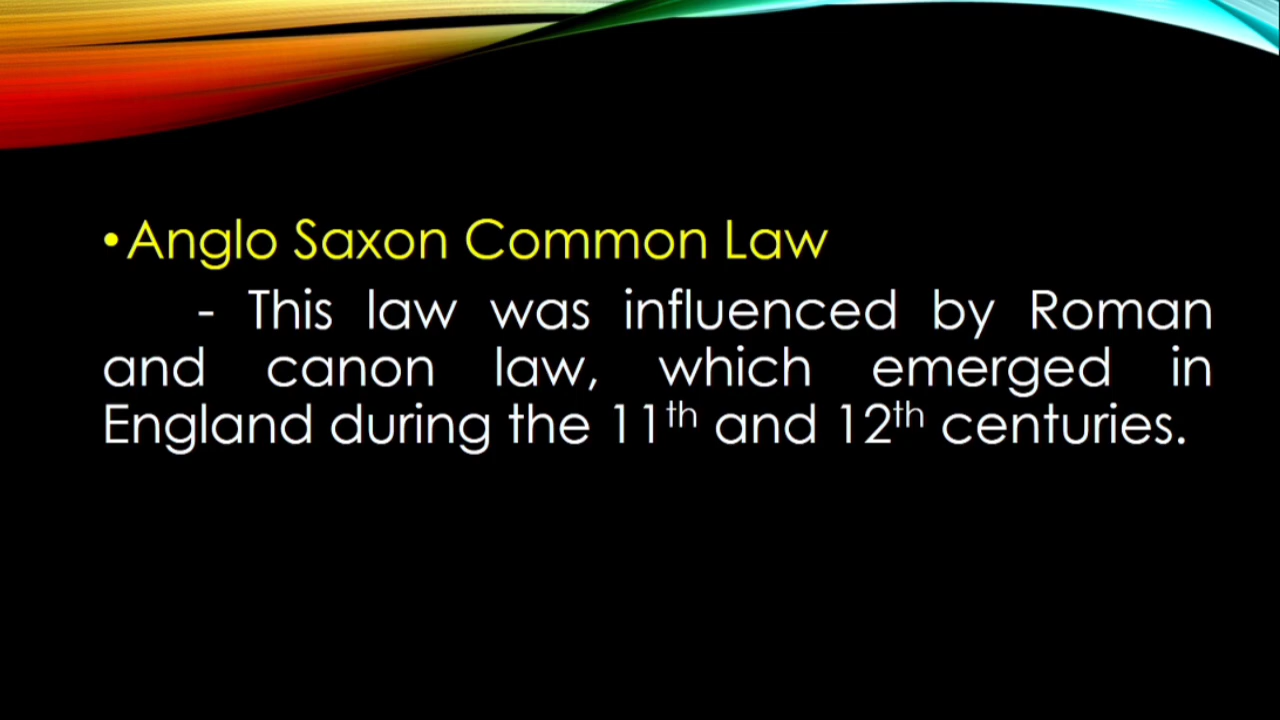 •Anglo Saxon Common Law
- This law was influenced by Roman
and canon law, which emerged in
England during the 11th and 12th centuries.